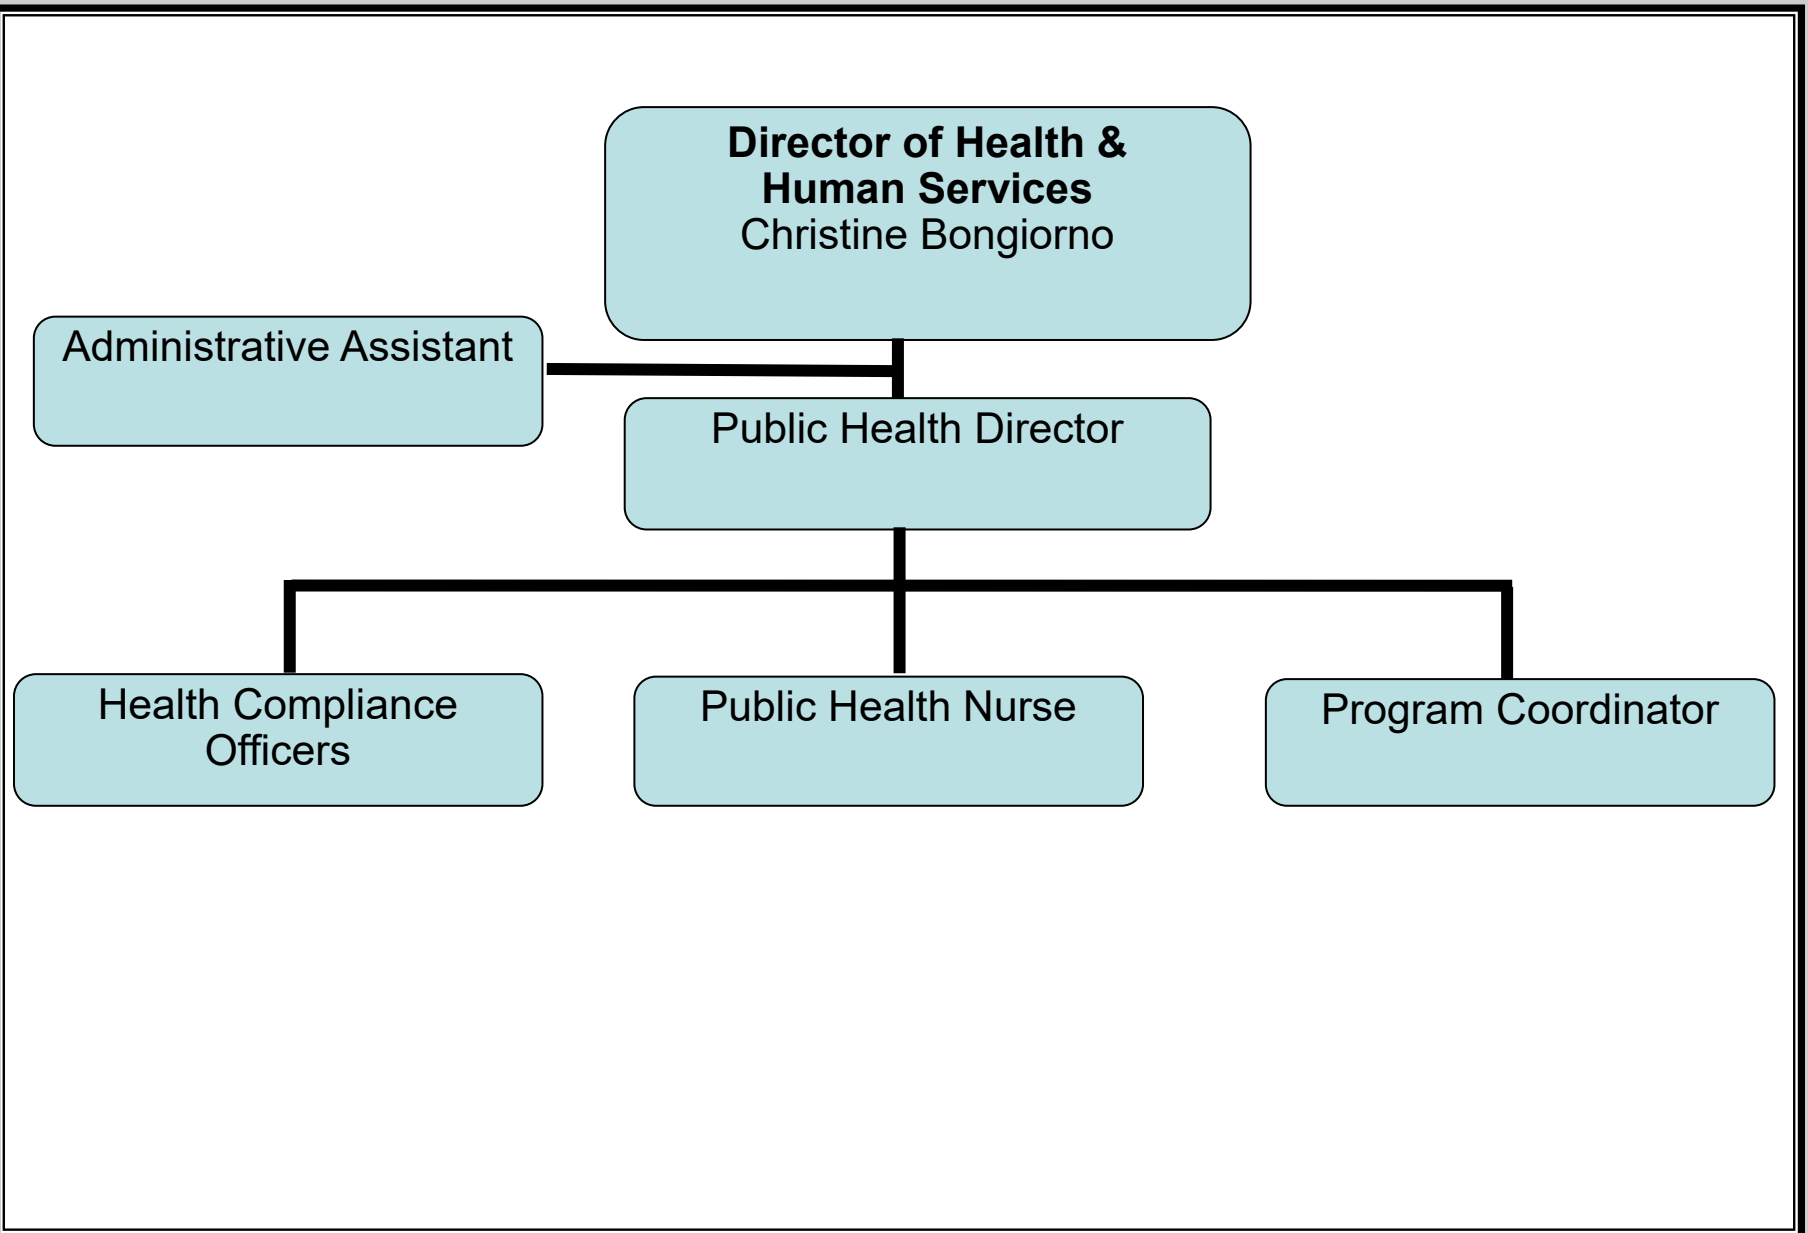 Director of Health &
Human Services
Christine Bongiorno
Administrative Assistant
Public Health Director
Health Compliance
Officers
Public Health Nurse
Program Coordinator